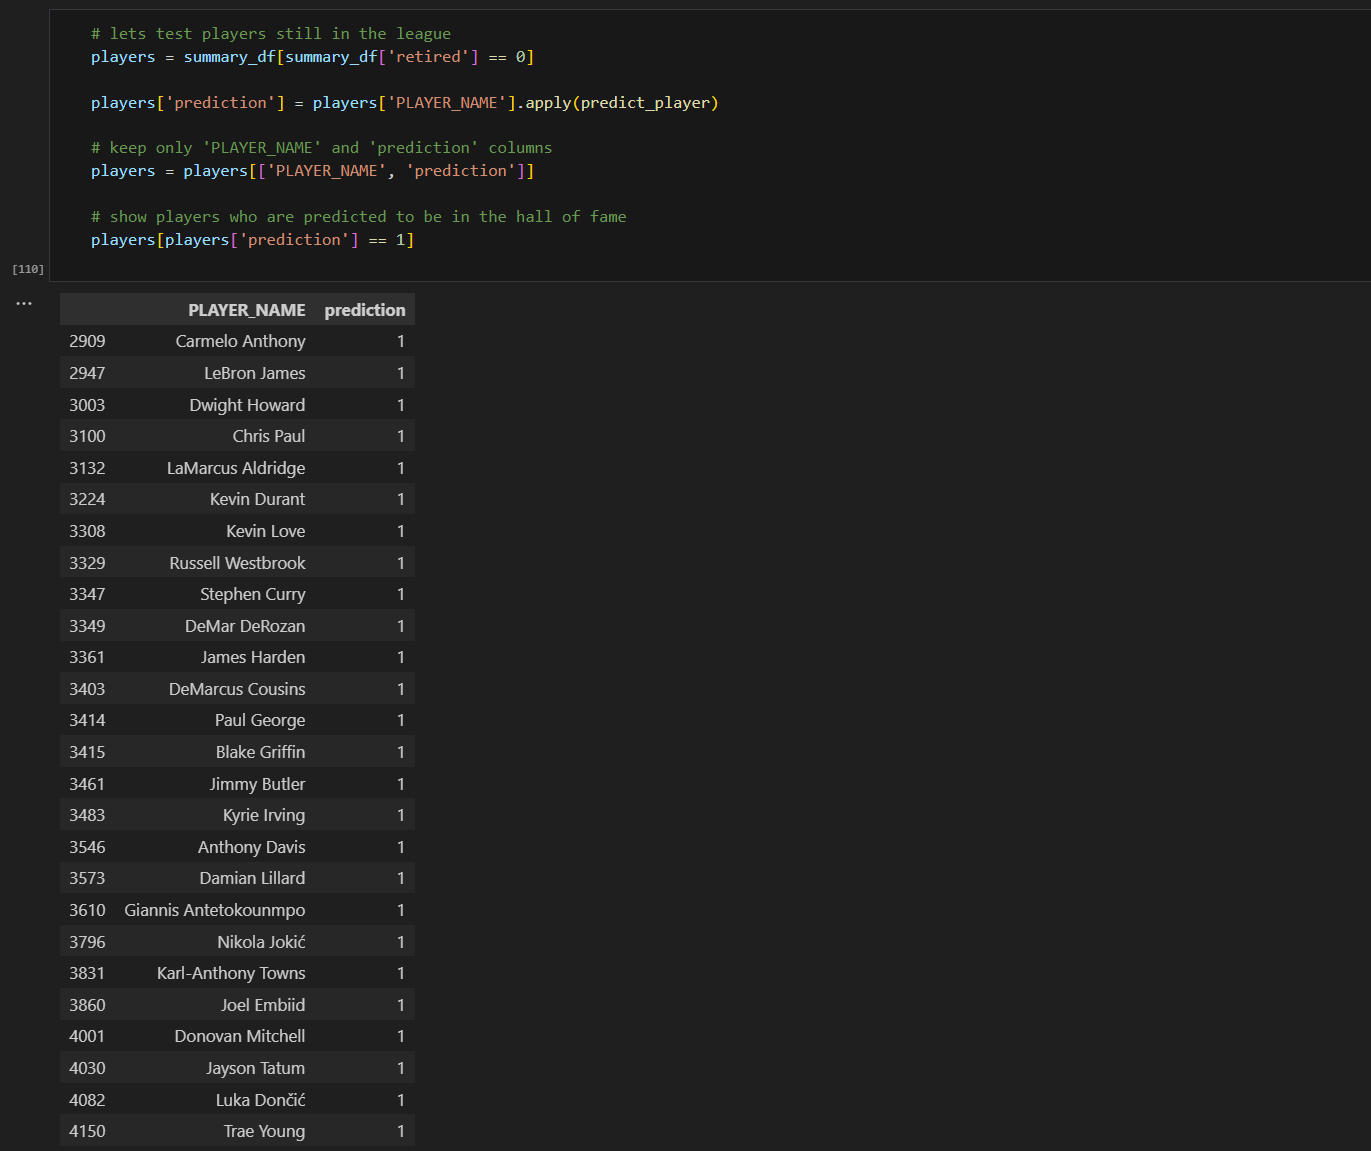 # lets test players still in the league
players = summary_df[summary_df['retired'] == 0]
players['prediction'] = players['PLAYER_NAME'].apply(predict_player)
# keep only 'PLAYER_NAME' and 'prediction' columns
players = players[['PLAYER_NAME', 'prediction']]
# show players who are predicted to be in the hall of fame
players[players['prediction'] == 1]
[110]
...
PLAYER_NAME prediction
2909 Carmelo Anthony 1
2947 LeBron James 1
3003 Dwight Howard 1
3100 Chris Paul 1
3132 LaMarcus Aldridge 1
3224 Kevin Durant 1
3308 Kevin Love 1
3329 Russell Westbrook 1
3347 Stephen Curry 1
3349 DeMar DeRozan 1
3361 James Harden 1
3403 DeMarcus Cousins 1
3414 Paul George 1
3415 Blake Griffin 1
3461 Jimmy Butler 1
3483 Kyrie Irving 1
3546 Anthony Davis 1
3573 Damian Lillard 1
3610 Giannis Antetokounmpo 1
3796 Nikola Jokić 1
3831 Karl-Anthony Towns 1
3860 Joel Embiid 1
4001 Donovan Mitchell 1
4030 Jayson Tatum 1
4082 Luka Dončić 1
4150 Trae Young 1